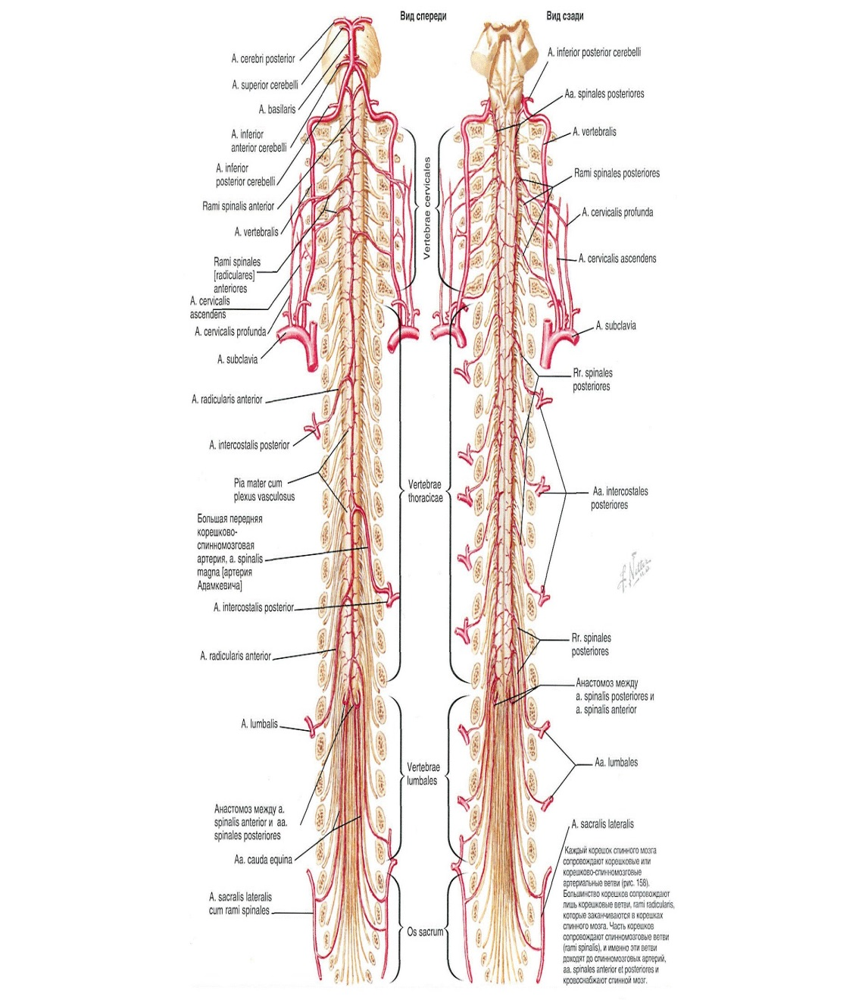 Вид спереди
A. cerebri posterior
A. superior cerebelli
A. basilaris
A. inferior
anterior cerebelli
A. inferior
posterior cerebelli
Rami spinalis anterior
A. vertebralis
Rami spinales
[radiculares]
anteriores
A. cervicalis
ascendens
A. cervicalis profunda
A. subclavia
A. radicularis anterior
A. intercostalis posterior
Pia mater cum
plexus vasculosus
Большая передняя
корешково-
спинномозговая
артерия, a. spinalis
magna [артерия
Адамкевича]
A. intercostalis posterior
A. radicularis anterior
A. lumbalis
Анастомоз между a.
spinalis anterior и aa.
spinales posteriores
Aa. cauda equina
A. sacralis lateralis
cum rami spinales
Vertebrae cervicales
Vertebrae
thoracicae
Vertebrae
lumbales
Os sacrum
Вид сзади
A. inferior posterior cerebelli
Aa. spinales posteriores
A. vertebralis
Rami spinales posteriores
A. cervicalis profunda
A. cervicalis ascendens
A. subclavia
Rr. spinales
posteriores
Aa. intercostales
posteriores
F. Netter
M.D.
Rr. spinales
posteriores
Анастомоз между
a. spinalis posteriores и
a. spinalis anterior
Aa. lumbales
A. sacralis lateralis
Каждый корешок спинного мозга
сопровождают корешковые или
корешково-спинномозговые
артериальные ветви (рис. 158).
Большинство корешков сопровождают
лишь корешковые ветви, rami radicularis,
которые заканчиваются в корешках
спинного мозга. Часть корешков
сопровождают спинномозговые ветви
(rami spinalis), и именно эти ветви
доходят до спинномозговых артерий,
aa. spinales anterior et posteriores и
кровоснабжают спинной мозг.